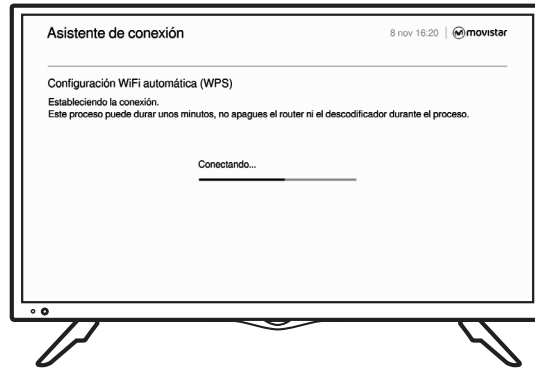 Asistente de conexión
8 nov 16:20 | movistar
Configuración WiFi automática (WPS)
Estableciendo la conexión.
Este proceso puede durar unos minutos, no apagues el router ni el descodificador durante el proceso.
Conectando...